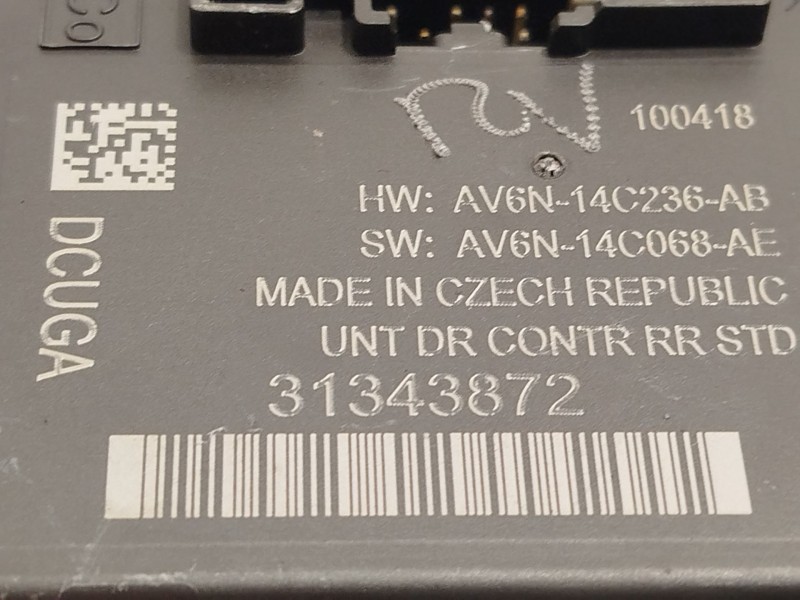 Co
100418
HW: AV6N-14C236-AB
SW: AV6N-14C068-AE
MADE IN CZECH REPUBLIC
UNT DR CONTR RR STD
DCUGA
31343872